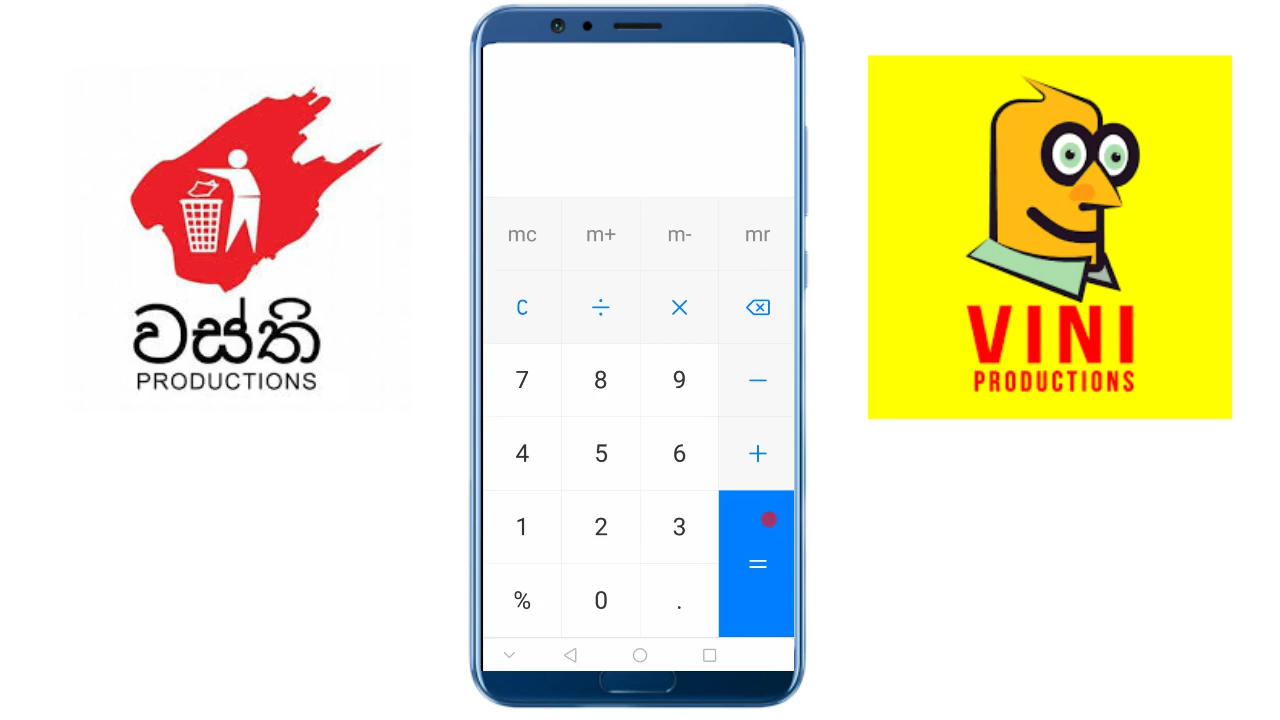 වස්ති
PRODUCTIONS
mc m+ m- mr
C ÷ ×
7 8 9 −
4 5 6 +
1 2 3
=
% 0 .
VINI
PRODUCTIONS